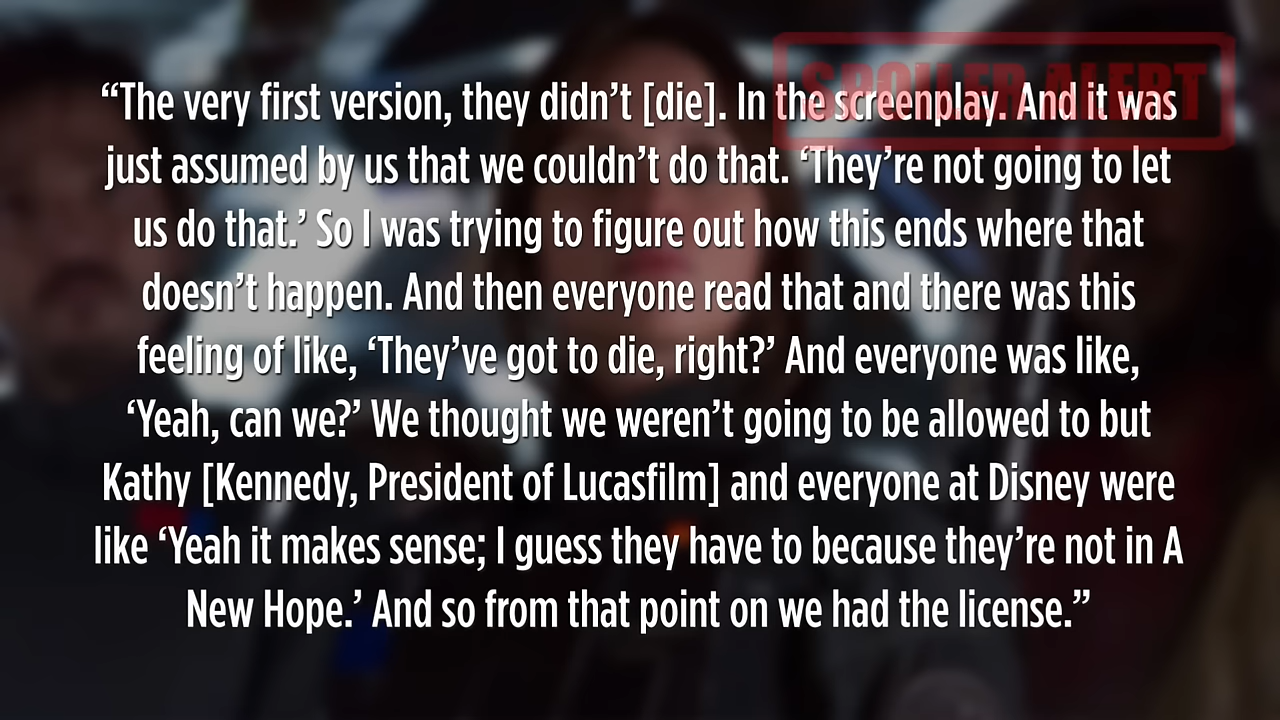 SPOILER ALERT
“The very first version, they didn’t [die]. In the screenplay. And it was
just assumed by us that we couldn’t do that. ‘They’re not going to let
us do that.’ So I was trying to figure out how this ends where that
doesn’t happen. And then everyone read that and there was this
feeling of like, ‘They’ve got to die, right?’ And everyone was like,
‘Yeah, can we?’ We thought we weren’t going to be allowed to but
Kathy [Kennedy, President of Lucasfilm] and everyone at Disney were
like ‘Yeah it makes sense; I guess they have to because they’re not in A
New Hope.’ And so from that point on we had the license.”